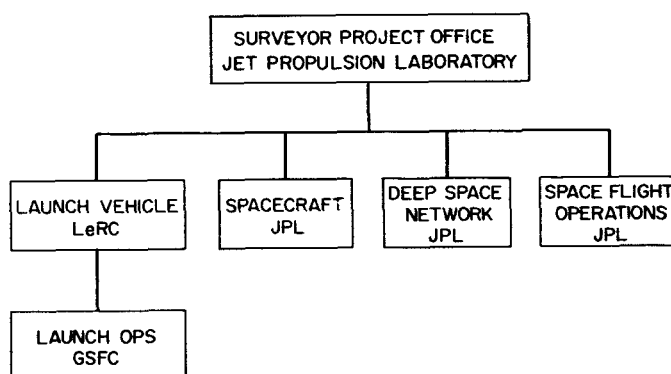 SURVEYOR PROJECT OFFICE
JET PROPULSION LABORATORY
LAUNCH VEHICLE
LeRC
SPACECRAFT
JPL
DEEP SPACE
NETWORK
JPL
SPACE FLIGHT
OPERATIONS
JPL
LAUNCH OPS
GSFC